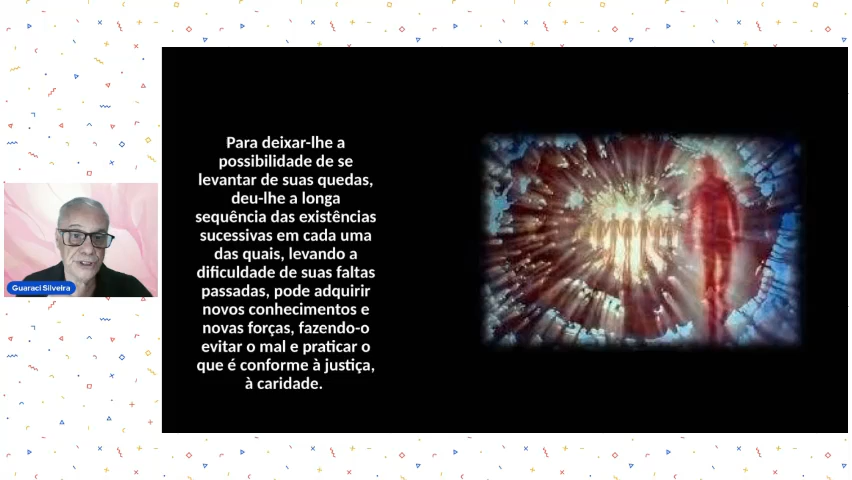 Para deixar-lhe a
possibilidade de se
levantar de suas quedas,
deu-lhe a longa
sequência das existências
sucessivas em cada uma
das quais, levando a
dificuldade de suas faltas
passadas, pode adquirir
novos conhecimentos e
novas forças, fazendo-o
evitar o mal e praticar o
que é conforme à justiça,
à caridade.
Guaraci Silveira